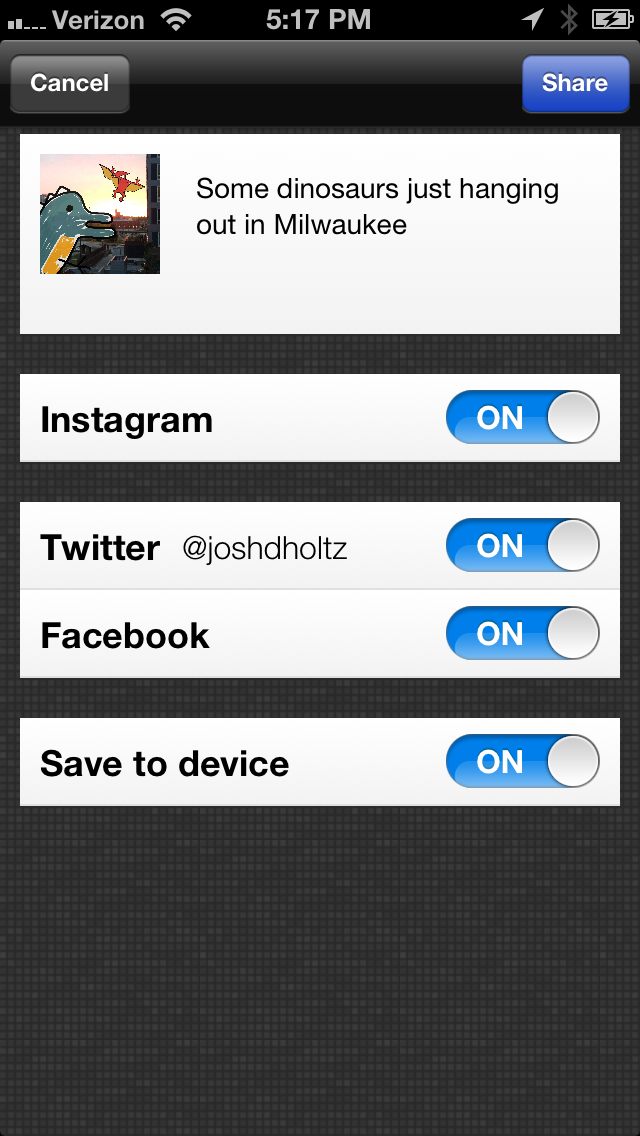 Verizon 5:17 PM
Cancel Share
Some dinosaurs just hanging
out in Milwaukee
Instagram ON
Twitter @joshdholtz ON
Facebook ON
Save to device ON